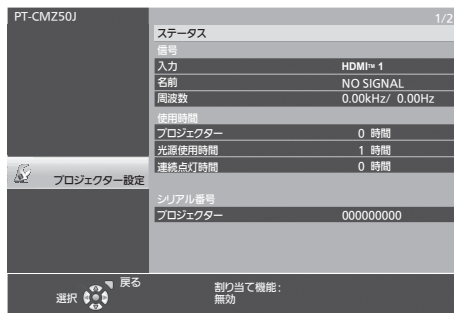 PT-CMZ50J 1/2
ステータス
信号
入力 HDMI™ 1
名前 NO SIGNAL
周波数 0.00kHz/ 0.00Hz
使用時間
プロジェクター 0 時間
光源使用時間 1 時間
連続点灯時間 0 時間
プロジェクター設定
シリアル番号
プロジェクター 000000000
戻る
選択
割り当て機能:
無効